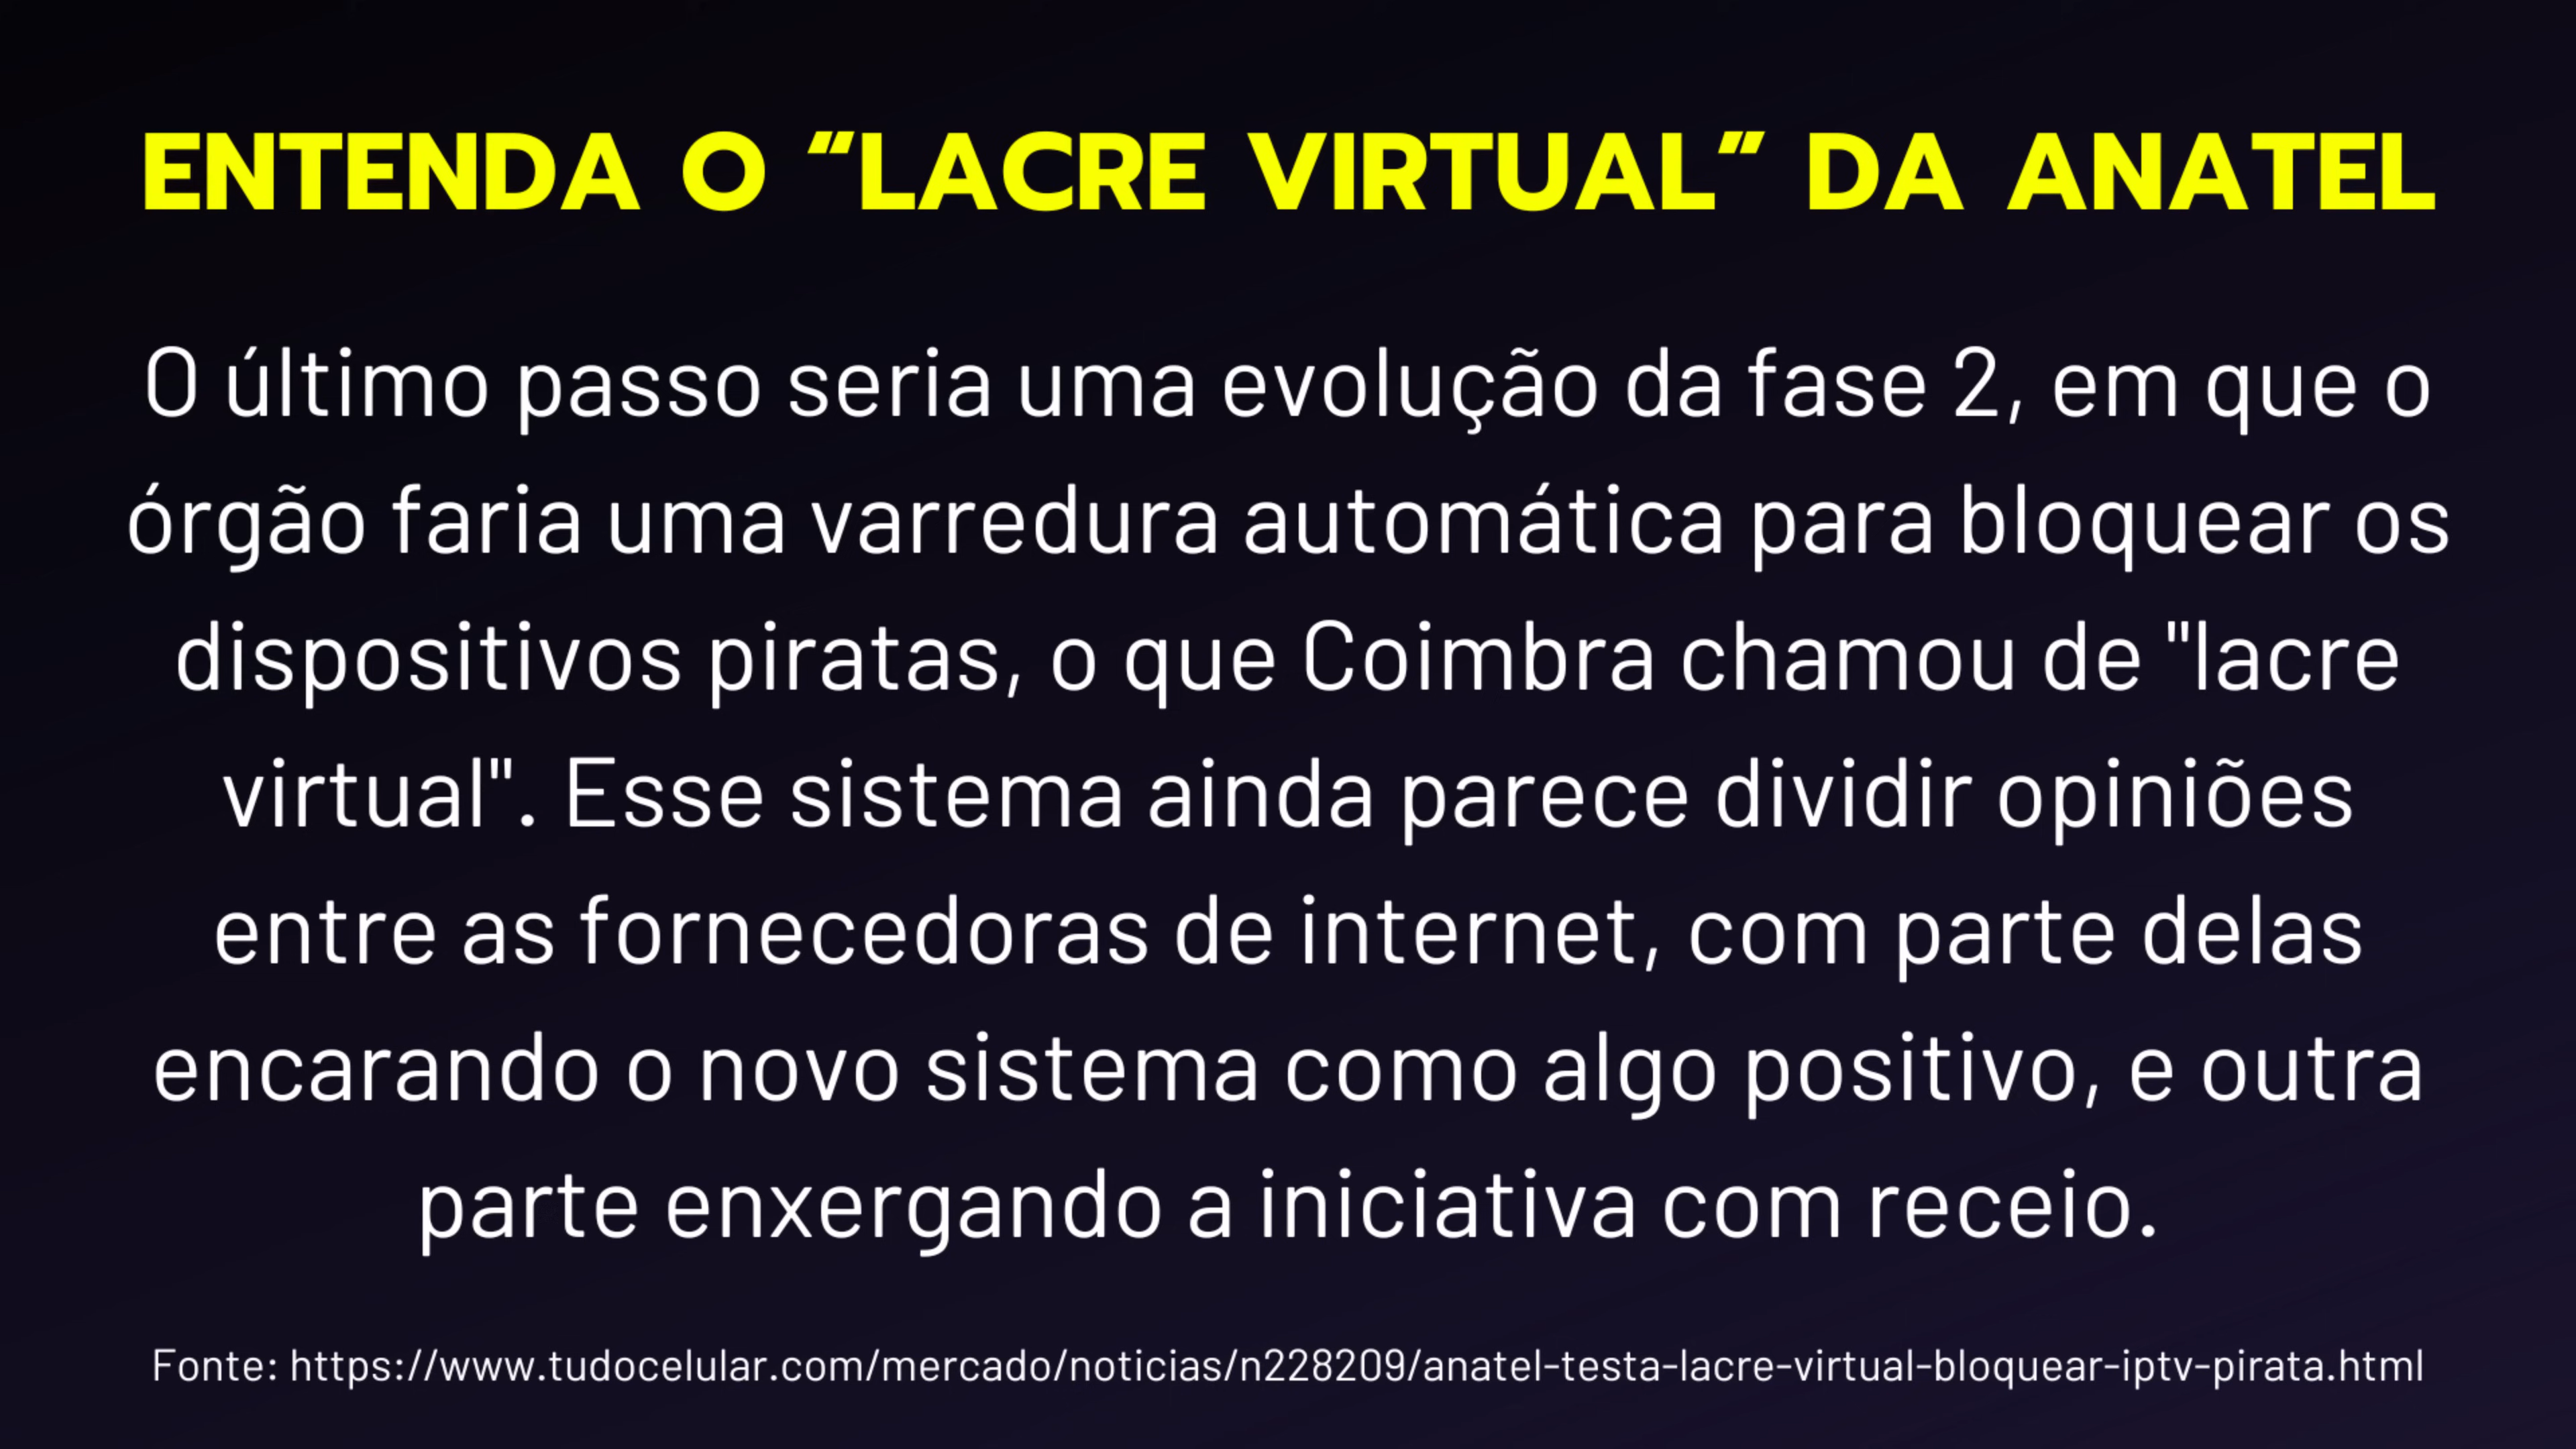 ENTENDA O “LACRE VIRTUAL” DA ANATEL
O último passo seria uma evolução da fase 2, em que o
órgão faria uma varredura automática para bloquear os
dispositivos piratas, o que Coimbra chamou de "lacre
virtual". Esse sistema ainda parece dividir opiniões
entre as fornecedoras de internet, com parte delas
encarando o novo sistema como algo positivo, e outra
parte enxergando a iniciativa com receio.
Fonte: https://www.tudocelular.com/mercado/noticias/n228209/anatel-testa-lacre-virtual-bloquear-iptv-pirata.html